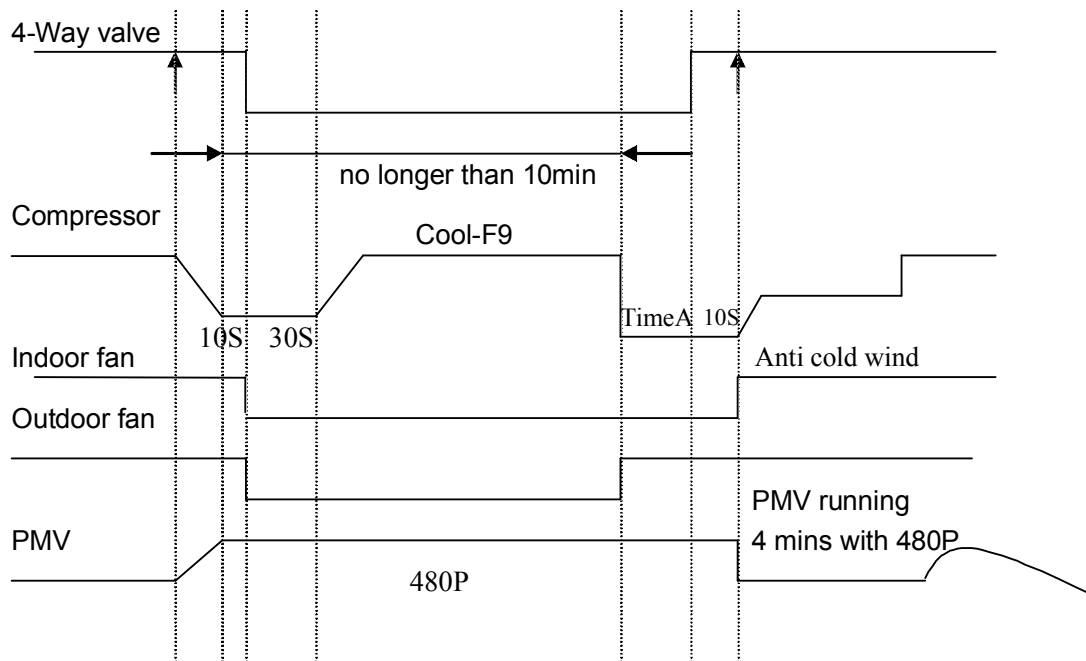 4-Way valve
no longer than 10min
Compressor
Cool-F9
TimeA 10S
10S 30S
Indoor fan
Anti cold wind
Outdoor fan
PMV running
PMV
4 mins with 480P
480P